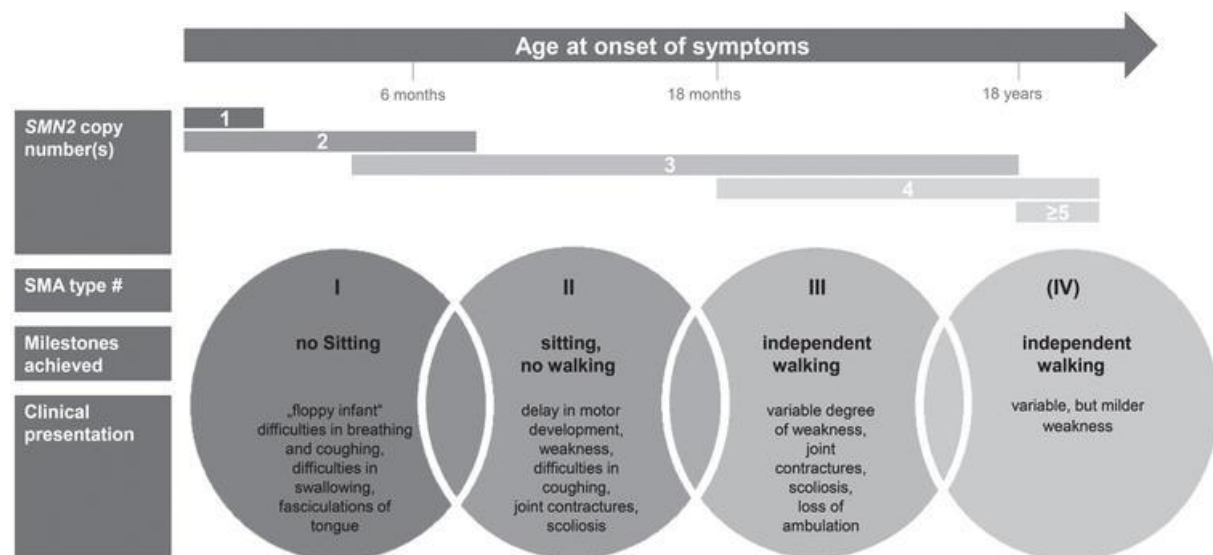 Age at onset of symptoms
6 months
18 months
18 years
SMN2 copy
number(s)
1
2
3
4
≥5
SMA type #
I
II
III
(IV)
Milestones
achieved
no Sitting
sitting,
no walking
independent
walking
independent
walking
Clinical
presentation
„floppy infant“
difficulties in breathing
and coughing,
difficulties in
swallowing,
fasciculations of
tongue
delay in motor
development,
weakness,
difficulties in
coughing,
joint contractures,
scoliosis
variable degree
of weakness,
joint
contractures,
scoliosis,
loss of
ambulation
variable, but milder
weakness